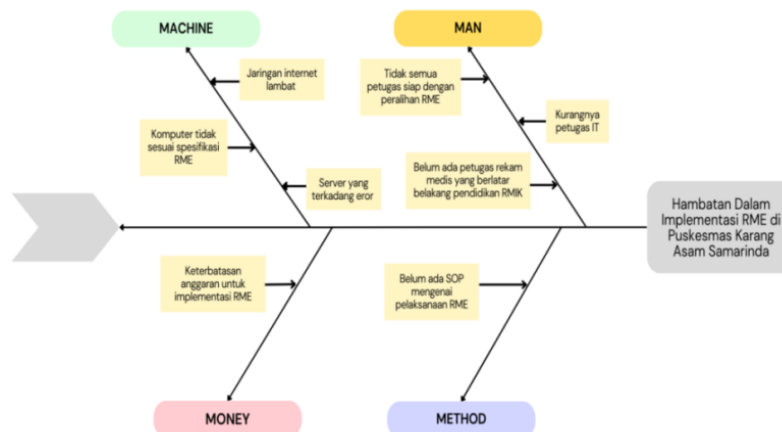 MACHINE
MAN
Jaringan internet
lambat
Tidak semua
petugas siap dengan
peralihan RME
Kurangnya
petugas IT
Komputer tidak
sesuai spesifikasi
RME
Server yang
terkadang eror
Belum ada petugas rekam
medis yang berlatar
belakang pendidikan RMIK
Hambatan Dalam
Implementasi RME di
Puskesmas Karang
Asam Samarinda
Keterbatasan
anggaran untuk
implementasi RME
Belum ada SOP
mengenai
pelaksanaan RME
MONEY
METHOD